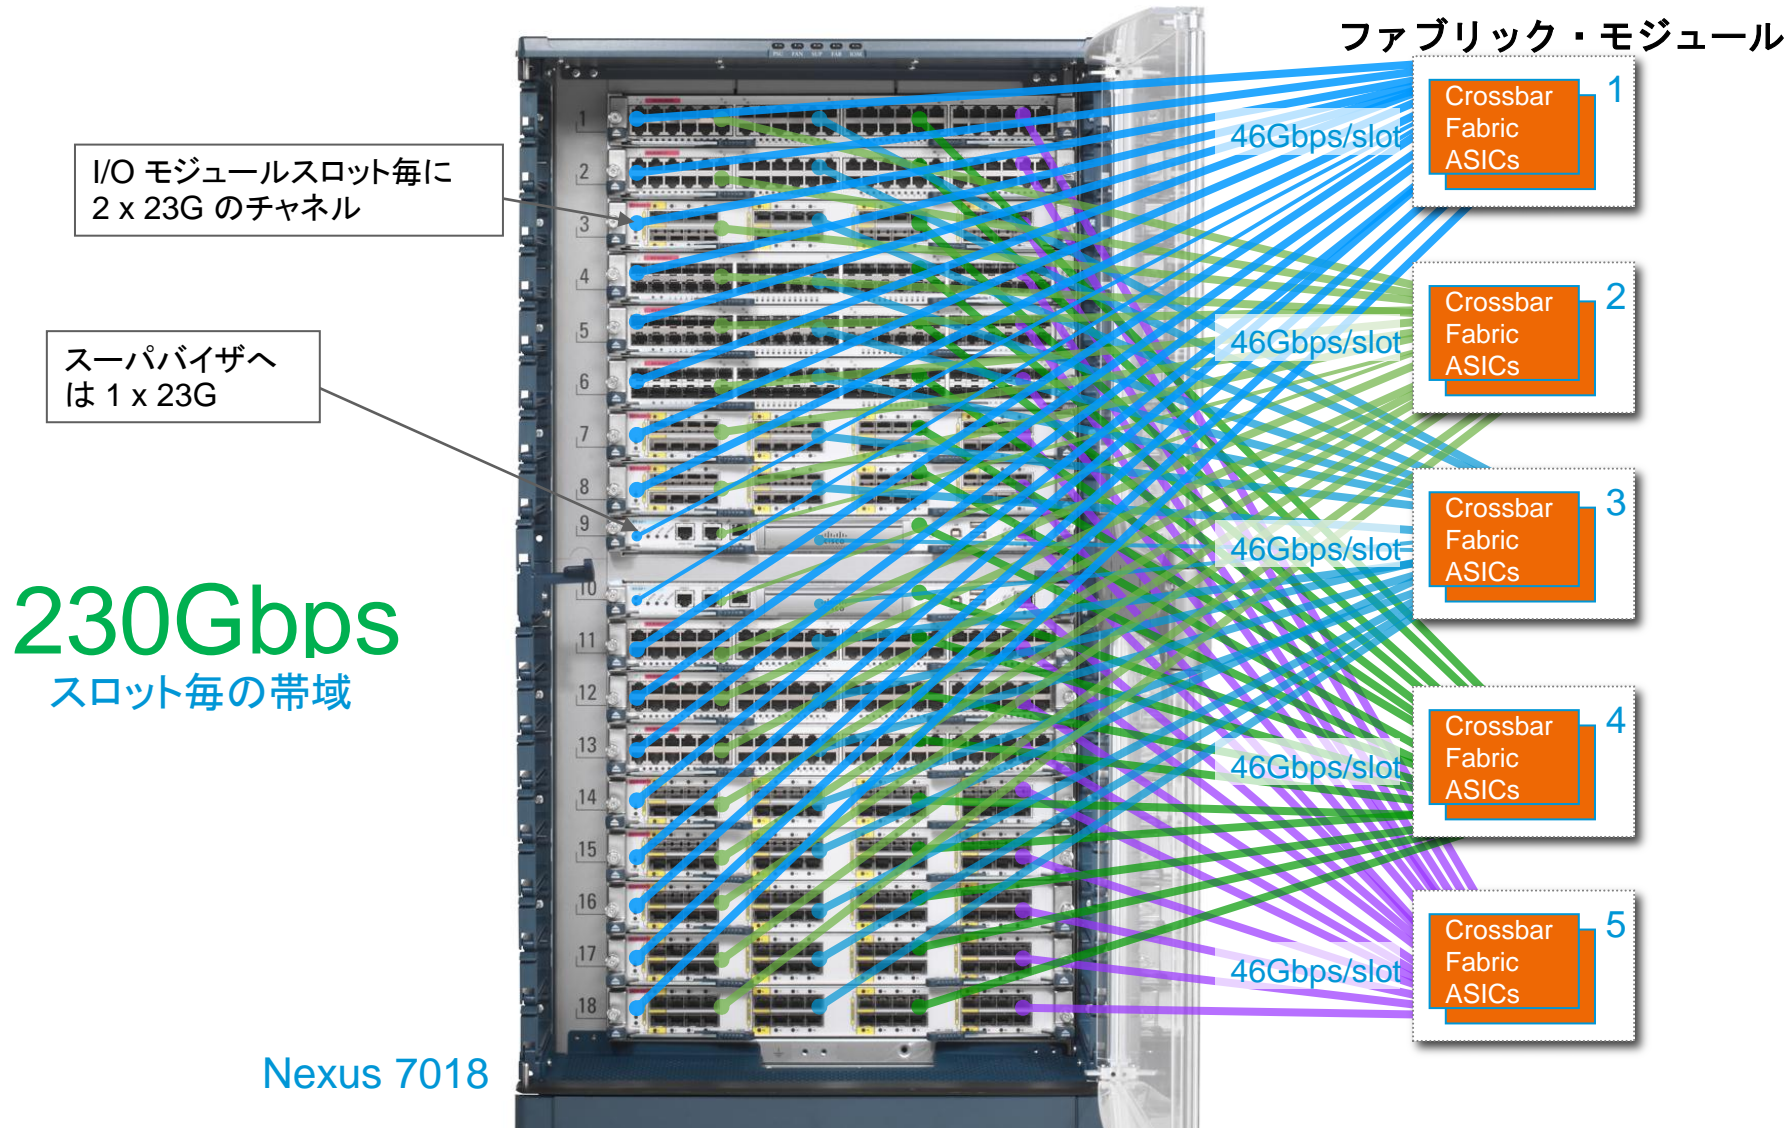 ファブリック・モジュール
I/O モジュールスロット毎に
2 x 23G のチャネル
スーパバイザへ
は 1 x 23G
230Gbps
スロット毎の帯域
Nexus 7018
1
2
3
4
5
6
7
8
9
10
11
12
13
14
15
16
17
18
46Gbps/slot
Crossbar
Fabric
ASICs
1
46Gbps/slot
Crossbar
Fabric
ASICs
2
46Gbps/slot
Crossbar
Fabric
ASICs
3
46Gbps/slot
Crossbar
Fabric
ASICs
4
46Gbps/slot
Crossbar
Fabric
ASICs
5